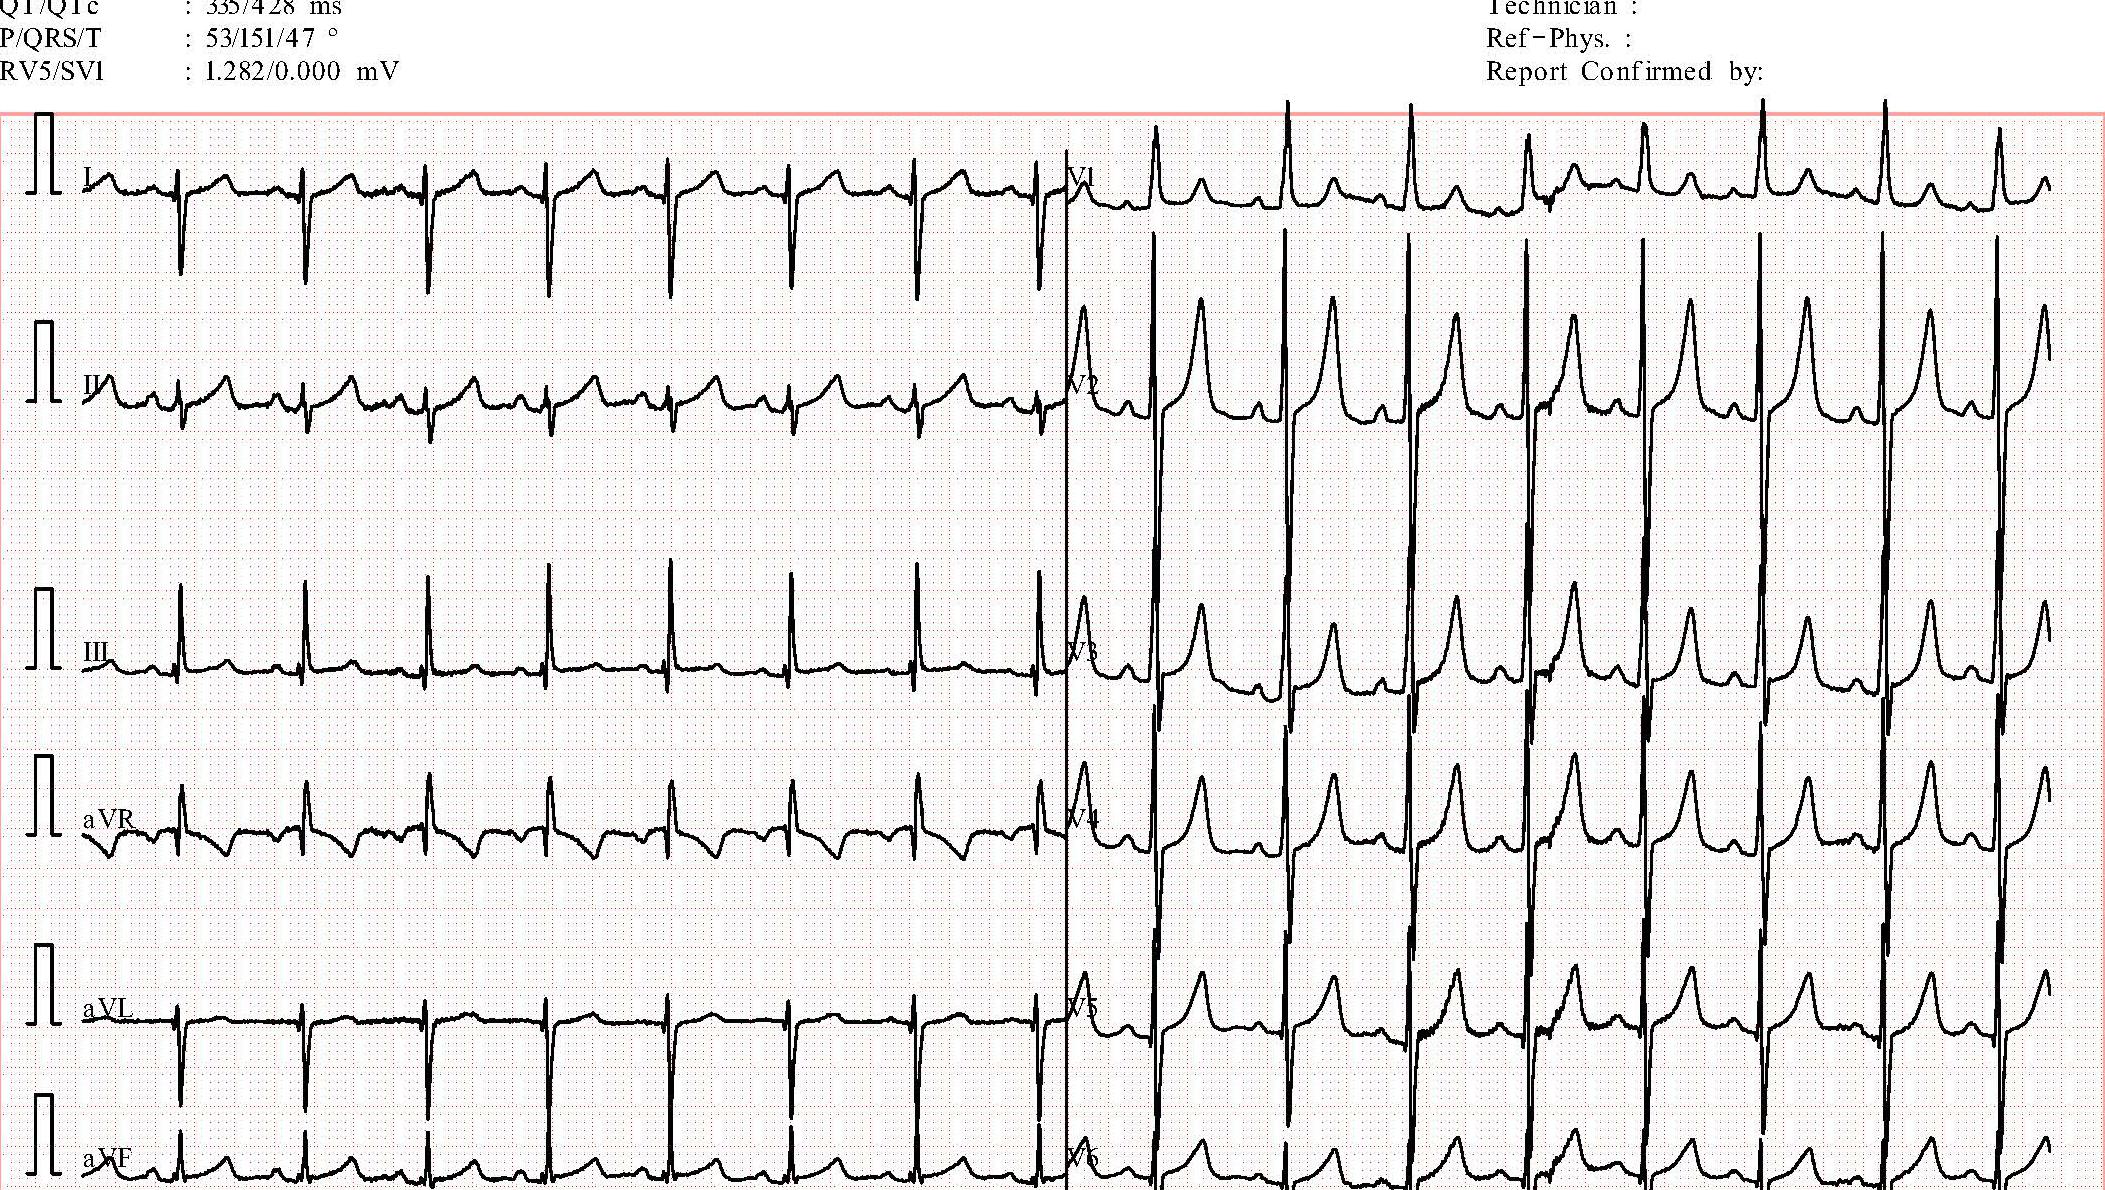 QT/QTc : 335/428 ms
P/QRS/T : 53/151/47 °
RV5/SV1 : 1.282/0.000 mV
Technician :
Ref-Phys. :
Report Confirmed by:
I
II
III
aVR
aVL
aVF
V1
V2
V3
V4
V5
V6